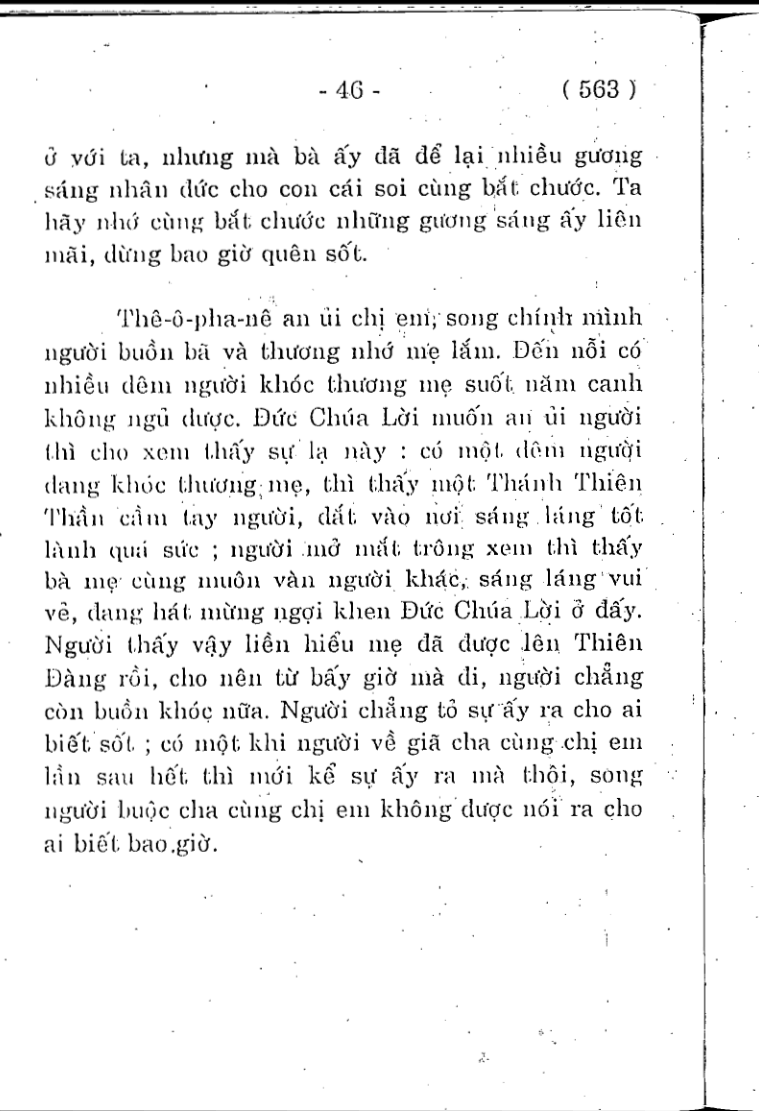 - 46 - ( 563 )
ở với ta, nhưng mà bà ấy đã để lại nhiều gương
sáng nhân đức cho con cái soi cùng bắt chước. Ta
hãy nhớ cùng bắt chước những gương sáng ấy liên
mãi, đừng bao giờ quên sốt.
Thê-ô-pha-nê an ủi chị em, song chính mình
người buồn bã và thương nhớ mẹ lắm. Đến nỗi có
nhiều đêm người khóc thương mẹ suốt năm canh
không ngủ được. Đức Chúa Lời muốn an ủi người
thì cho xem thấy sự lạ này : có một đêm người
đang khóc thương mẹ, thì thấy một Thánh Thiên
Thần cầm tay người, dắt vào nơi sáng láng tốt
lành quá sức ; người mở mắt trông xem thì thấy
bà mẹ cùng muôn vàn người khác, sáng láng vui
vẻ, đang hát mừng ngợi khen Đức Chúa Lời ở đấy.
Người thấy vậy liền hiểu mẹ đã được lên Thiên
Đàng rồi, cho nên từ bấy giờ mà đi, người chẳng
còn buồn khóc nữa. Người chẳng tỏ sự ấy ra cho ai
biết sốt ; có một khi người về giã cha cùng chị em
lần sau hết thì mới kể sự ấy ra mà thôi, song
người buộc cha cùng chị em không được nói ra cho
ai biết bao giờ.